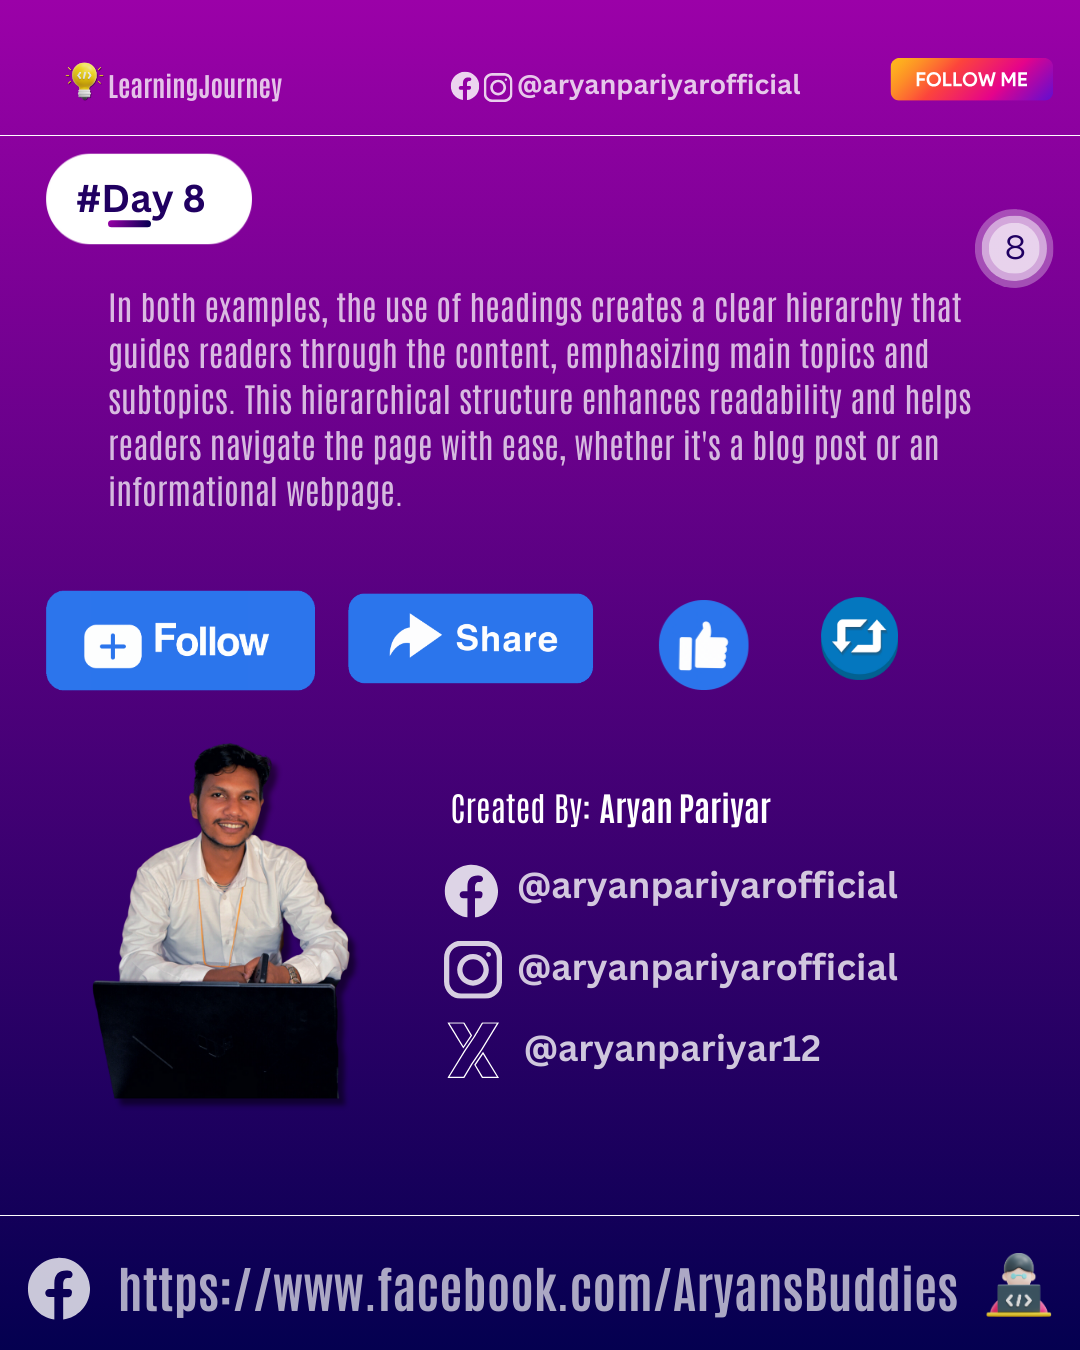 LearningJourney
@aryanpariyarofficial
FOLLOW ME
#Day 8
8
In both examples, the use of headings creates a clear hierarchy that
guides readers through the content, emphasizing main topics and
subtopics. This hierarchical structure enhances readability and helps
readers navigate the page with ease, whether it's a blog post or an
informational webpage.
Follow
Share
Created By: Aryan Pariyar
@aryanpariyarofficial
@aryanpariyarofficial
@aryanpariyar12
https://www.facebook.com/AryansBuddies